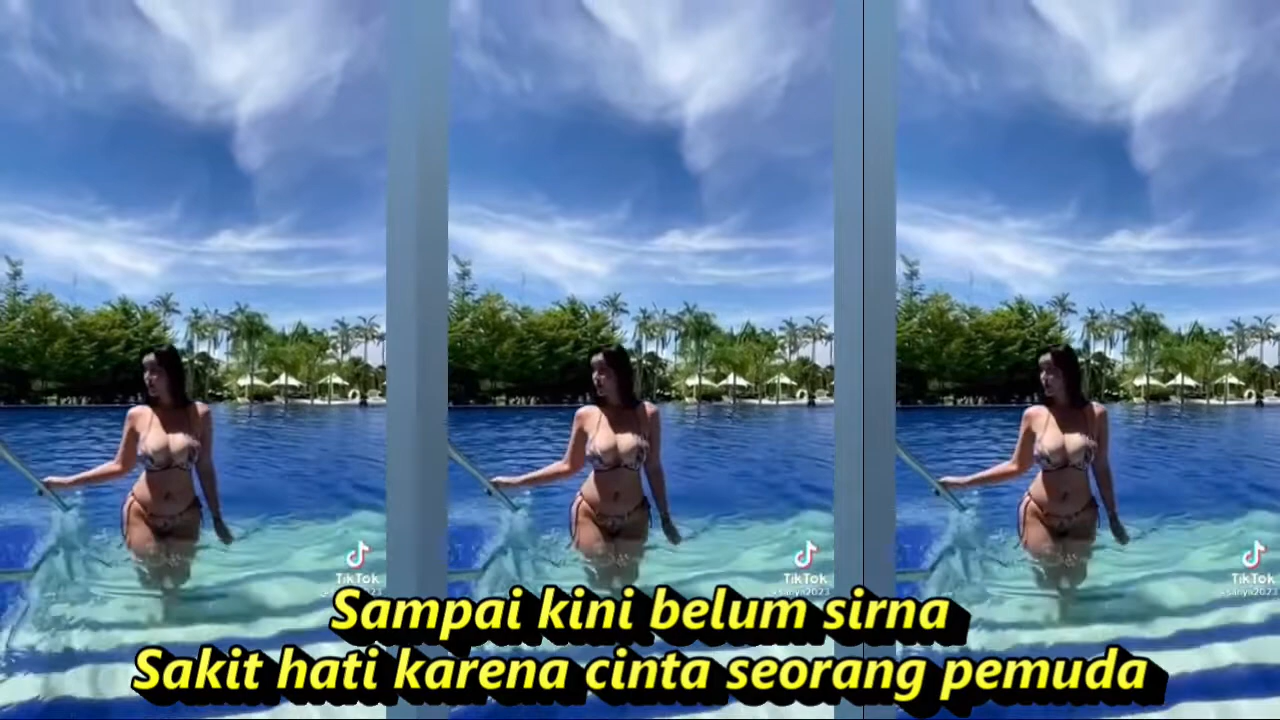 TikTok
TikTok
TikTok
Sampai kini belum sirna
Sakit hati karena cinta seorang pemuda